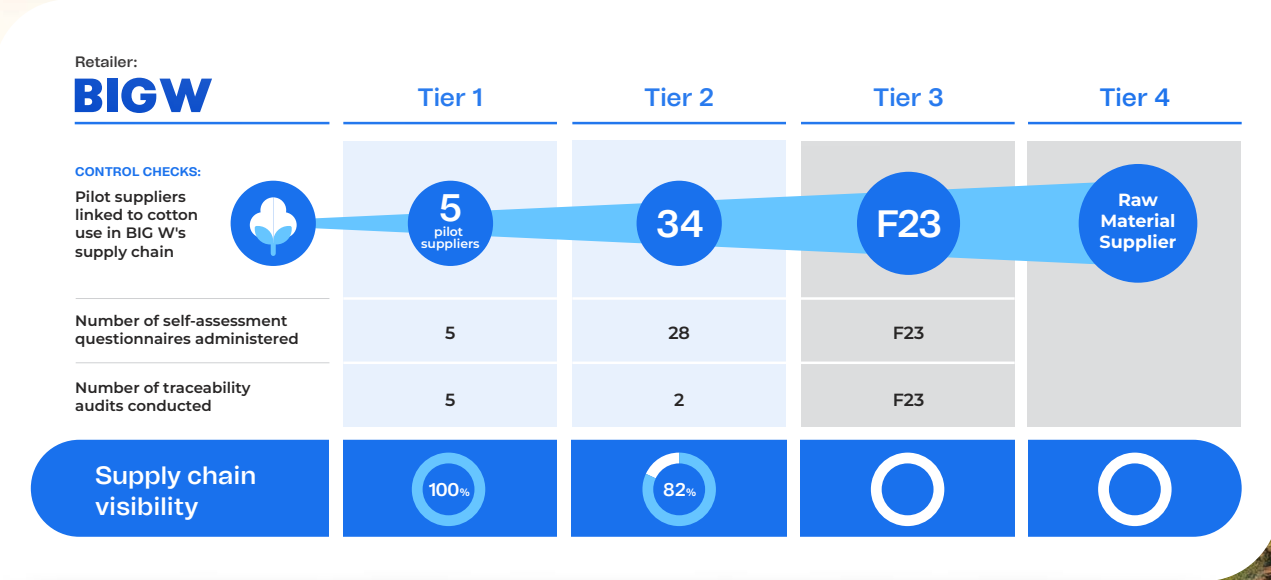 Retailer:
BIG W
Tier 1
Tier 2
Tier 3
Tier 4
CONTROL CHECKS:
Pilot suppliers
linked to cotton
use in BIG W's
supply chain
5
pilot
suppliers
34
F23
Raw
Material
Supplier
Number of self-assessment
questionnaires administered
5
28
F23
Number of traceability
audits conducted
5
2
F23
Supply chain
visibility
100%
82%